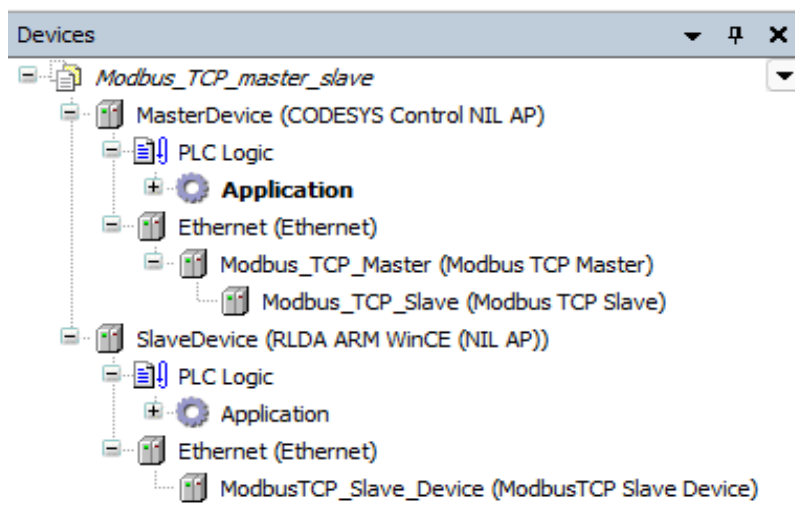 Devices
Modbus_TCP_master_slave
MasterDevice (CODESYS Control NIL AP)
PLC Logic
Application
Ethernet (Ethernet)
Modbus_TCP_Master (Modbus TCP Master)
Modbus_TCP_Slave (Modbus TCP Slave)
SlaveDevice (RLDA ARM WinCE (NIL AP))
PLC Logic
Application
Ethernet (Ethernet)
ModbusTCP_Slave_Device (ModbusTCP Slave Device)